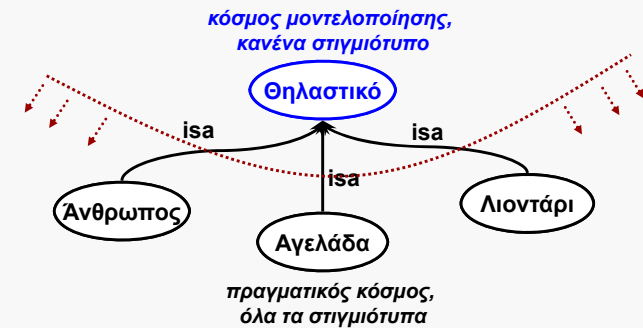 κόσμος μοντελοποίησης,
κανένα στιγμιότυπο
Θηλαστικό
isa
isa
isa
Άνθρωπος
Λιοντάρι
Αγελάδα
πραγματικός κόσμος,
όλα τα στιγμιότυπα